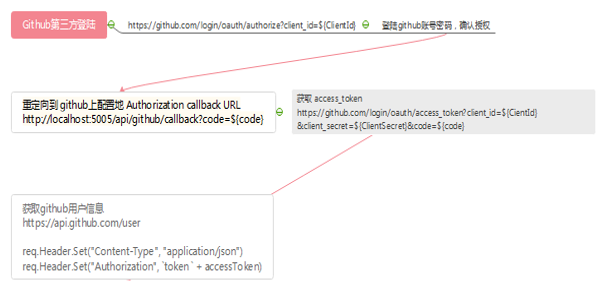 Github第三方登陆
https://github.com/login/oauth/authorize?client_id=${ClientId}
登陆github账号密码，确认授权
重定向到 github上配置地 Authorization callback URL
http://localhost:5005/api/github/callback?code=${code}
获取 access_token
https://github.com/login/oauth/access_token?client_id=${CientId}
&client_secret=${ClientSecret}&code=${code}
获取github用户信息
https://api.github.com/user
req.Header.Set("Content-Type", "application/json")
req.Header.Set("Authorization", `token ` + accessToken)